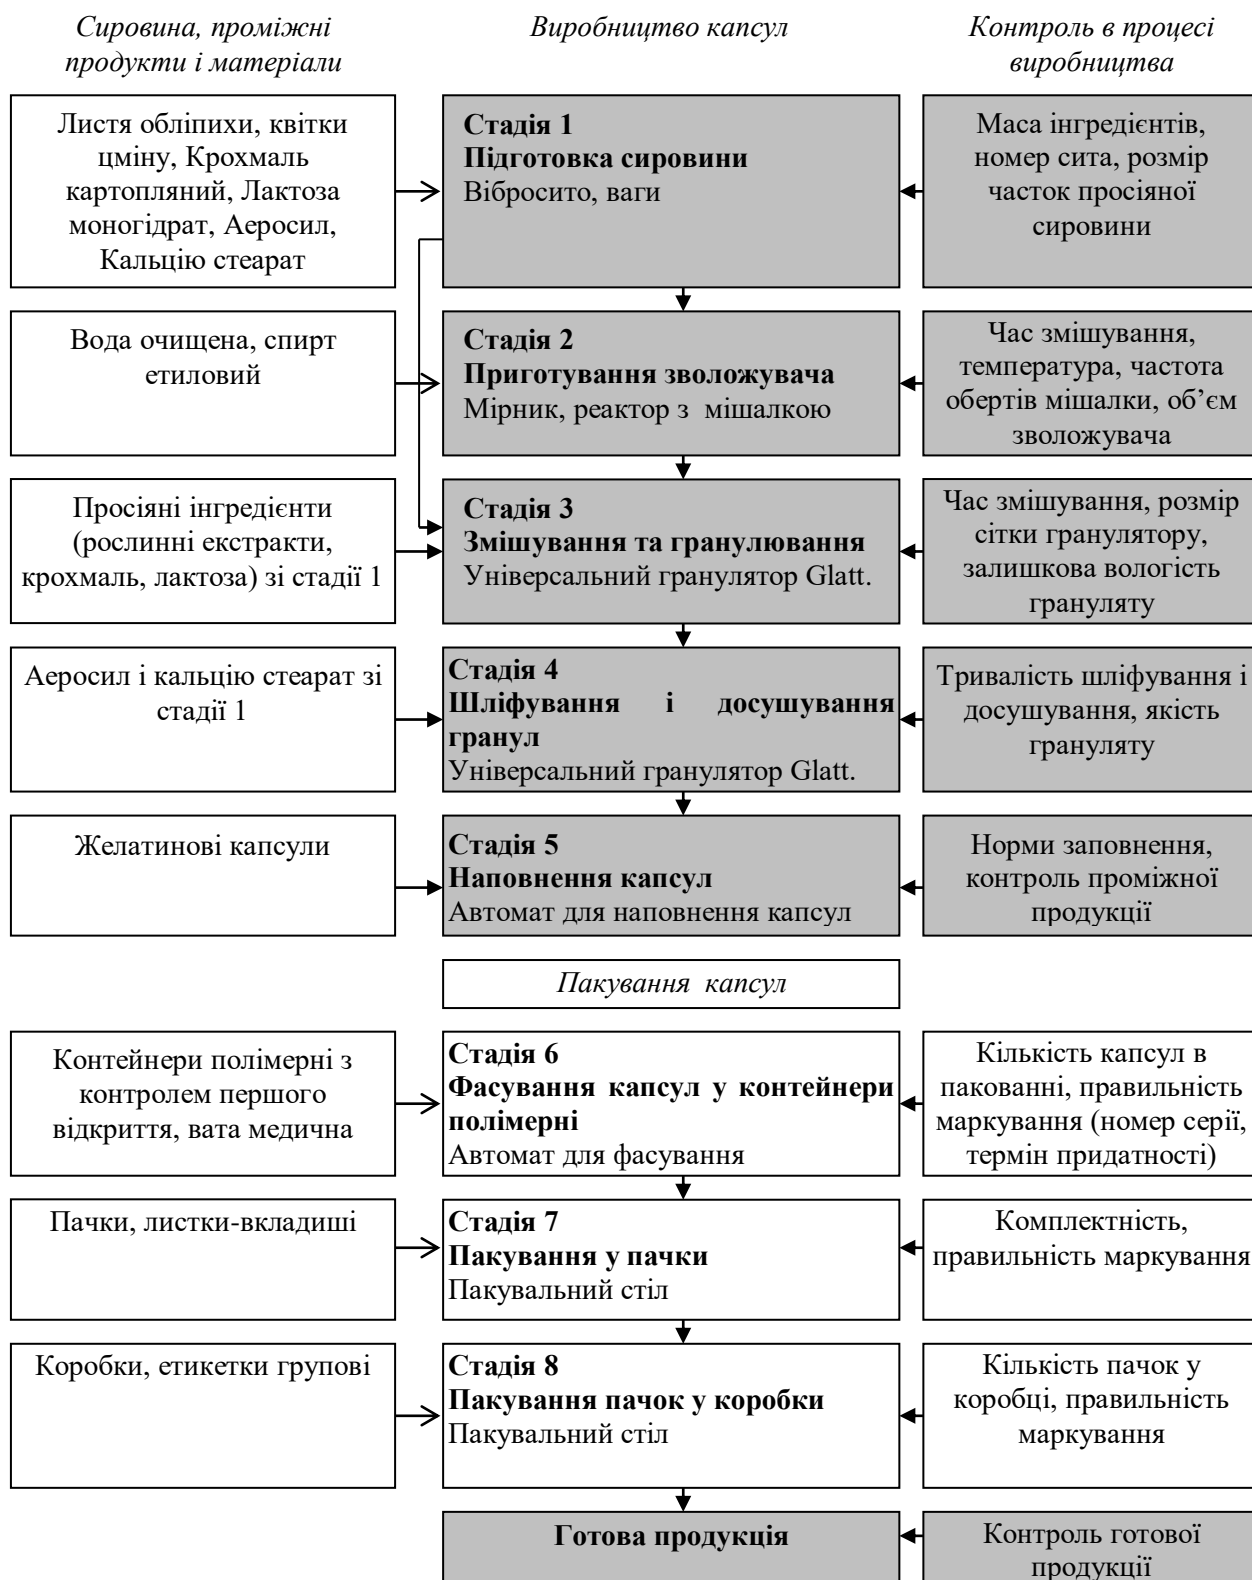 Сировина, проміжні
продукти і матеріали
Виробництво капсул
Контроль в процесі
виробництва
Листя обліпихи, квітки
цміну, Крохмаль
картопляний, Лактоза
моногідрат, Аеросил,
Кальцію стеарат
Стадія 1
Підготовка сировини
Вібросито, ваги
Маса інгредієнтів,
номер сита, розмір
часток просіяної
сировини
Вода очищена, спирт
етиловий
Стадія 2
Приготування зволожувача
Мірник, реактор з мішалкою
Час змішування,
температура, частота
обертів мішалки, об’єм
зволожувача
Просіяні інгредієнти
(рослинні екстракти,
крохмаль, лактоза) зі стадії 1
Стадія 3
Змішування та гранулювання
Універсальний гранулятор Glatt.
Час змішування, розмір
сітки гранулятору,
залишкова вологість
грануляту
Аеросил і кальцію стеарат зі
стадії 1
Стадія 4
Шліфування і досушування
гранул
Універсальний гранулятор Glatt.
Тривалість шліфування і
досушування, якість
грануляту
Желатинові капсули
Стадія 5
Наповнення капсул
Автомат для наповнення капсул
Норми заповнення,
контроль проміжної
продукції
Пакування капсул
Контейнери полімерні з
контролем першого
відкриття, вата медична
Стадія 6
Фасування капсул у контейнери
полімерні
Автомат для фасування
Кількість капсул в
пакованні, правильність
маркування (номер серії,
термін придатності)
Пачки, листки-вкладиші
Стадія 7
Пакування у пачки
Пакувальний стіл
Комплектність,
правильність маркування
Коробки, етикетки групові
Стадія 8
Пакування пачок у коробки
Пакувальний стіл
Кількість пачок у
коробці, правильність
маркування
Готова продукція
Контроль готової
продукції